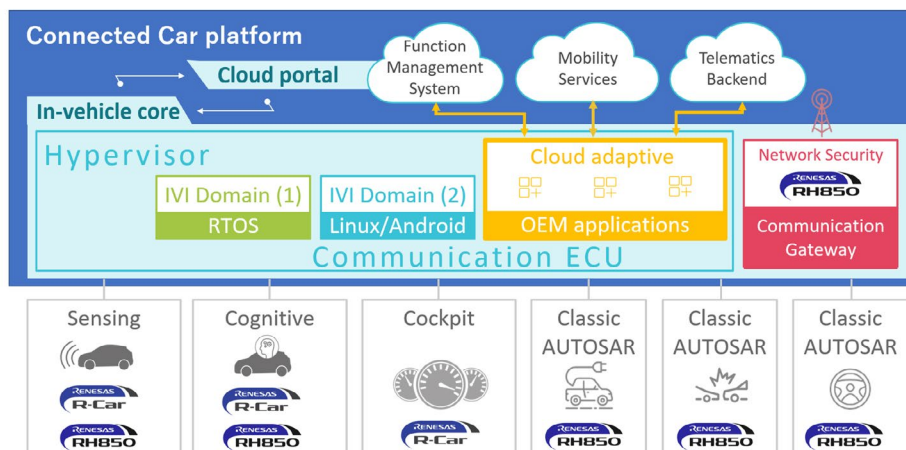 Connected Car platform
Cloud portal
In-vehicle core
Function
Management
System
Mobility
Services
Telematics
Backend
Hypervisor
IVI Domain (1)
RTOS
IVI Domain (2)
Linux/Android
Cloud adaptive
OEM applications
Communication ECU
Network Security
RENESAS
RH850
Communication
Gateway
Sensing
RENESAS
R-Car
RENESAS
RH850
Cognitive
RENESAS
R-Car
RENESAS
RH850
Cockpit
RENESAS
R-Car
Classic
AUTOSAR
RENESAS
RH850
Classic
AUTOSAR
RENESAS
RH850
Classic
AUTOSAR
RENESAS
RH850